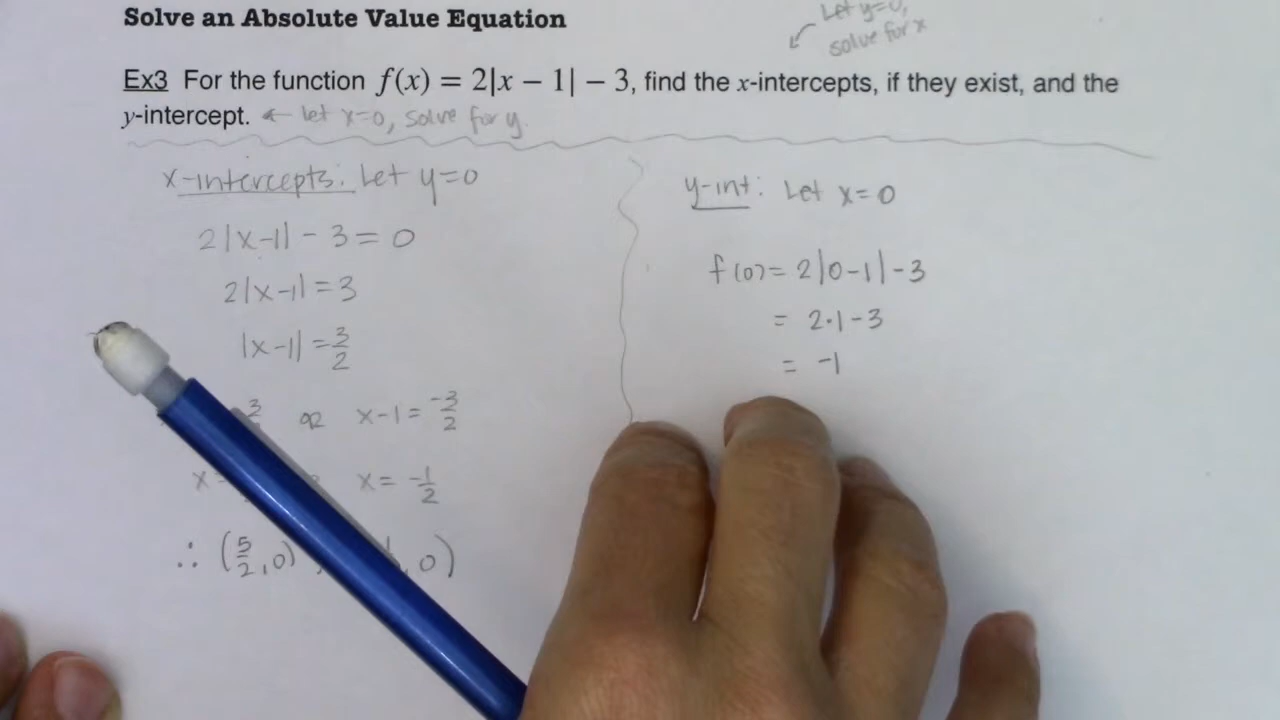 Solve an Absolute Value Equation
Let y=0,
solve for x
Ex3 For the function f(x) = 2|x − 1| − 3, find the x-intercepts, if they exist, and the
y-intercept. ← let x=0, solve for y.
x-intercepts: Let y=0
2|x-1| - 3 = 0
2|x-1| = 3
|x-1| = 3/2
3/2 or x-1 = -3/2
x= x = -1/2
∴ (5/2, 0) , 0)
y-int: Let x=0
f(0) = 2|0-1| - 3
= 2·1 - 3
= -1